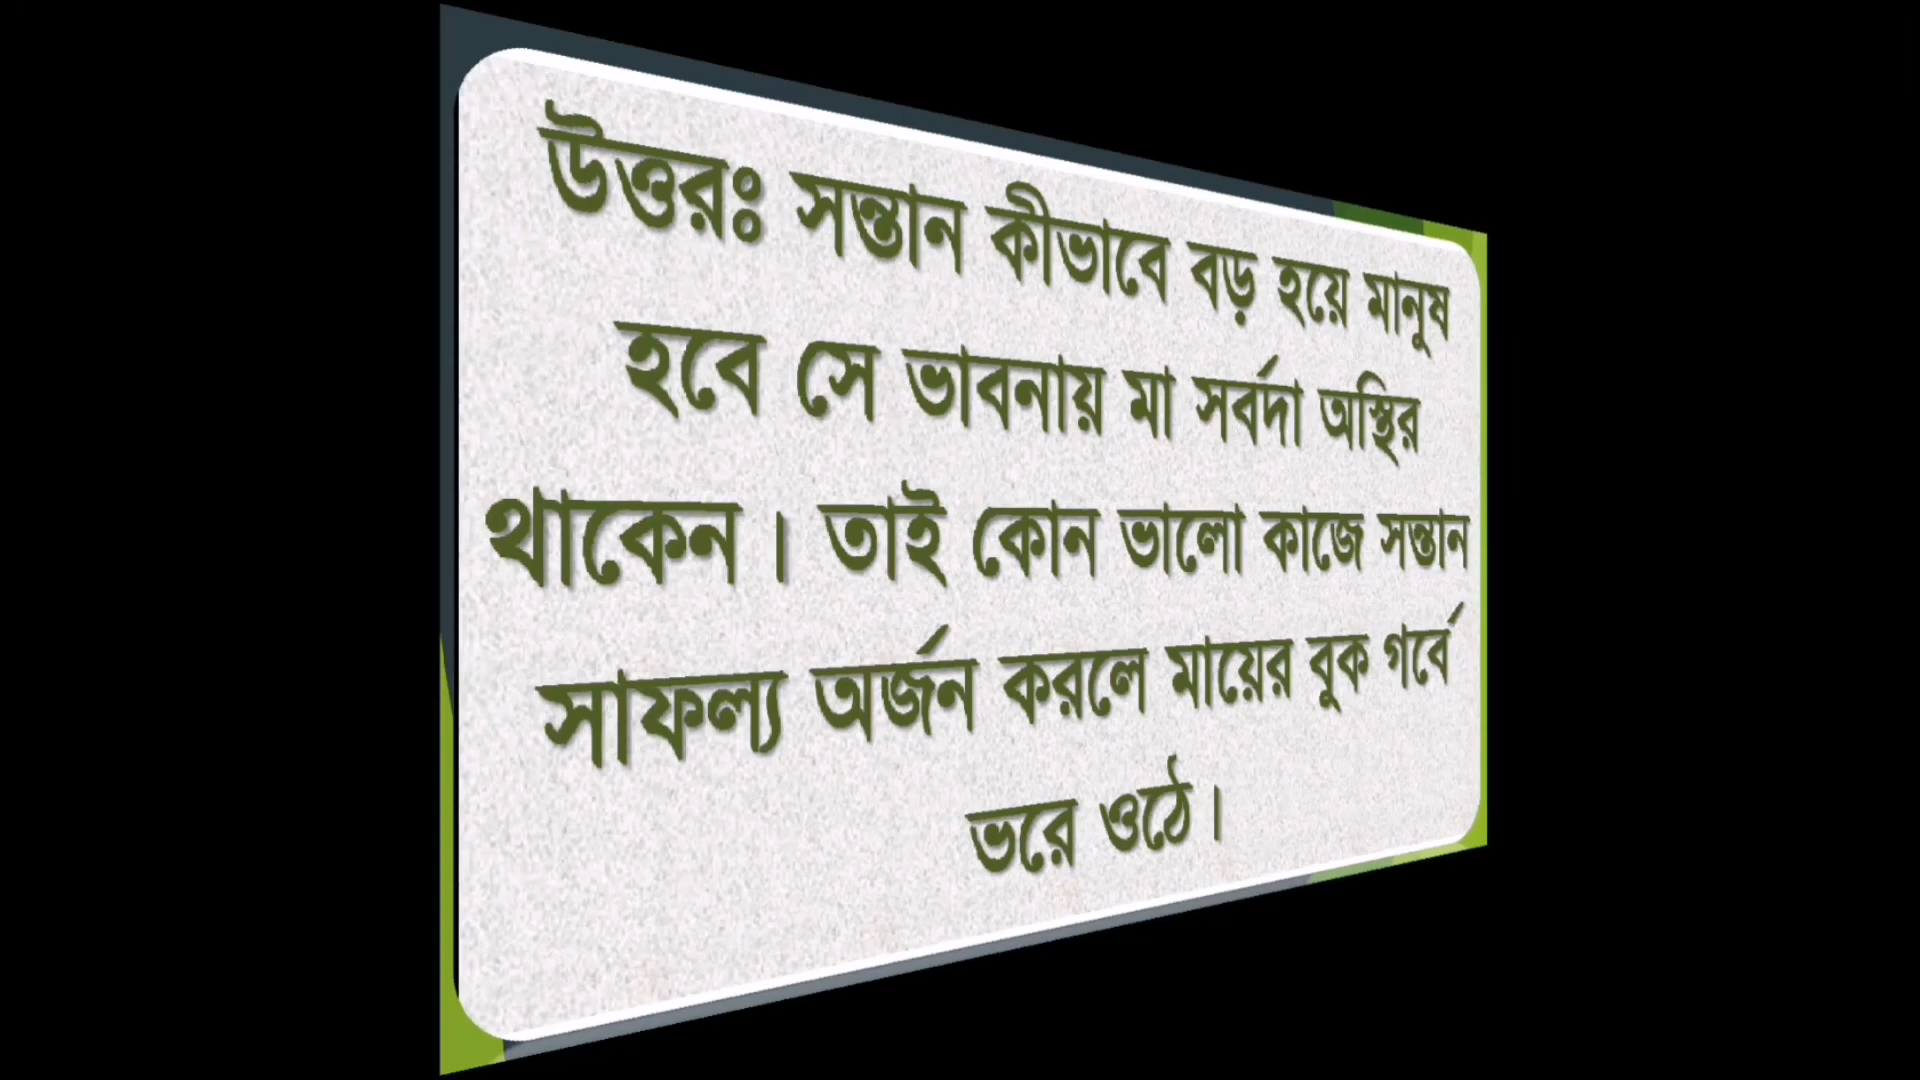 উত্তরঃ সন্তান কীভাবে বড় হয়ে মানুষ
হবে সে ভাবনায় মা সর্বদা অস্থির
থাকেন। তাই কোন ভালো কাজে সন্তান
সাফল্য অর্জন করলে মায়ের বুক গর্বে
ভরে ওঠে।